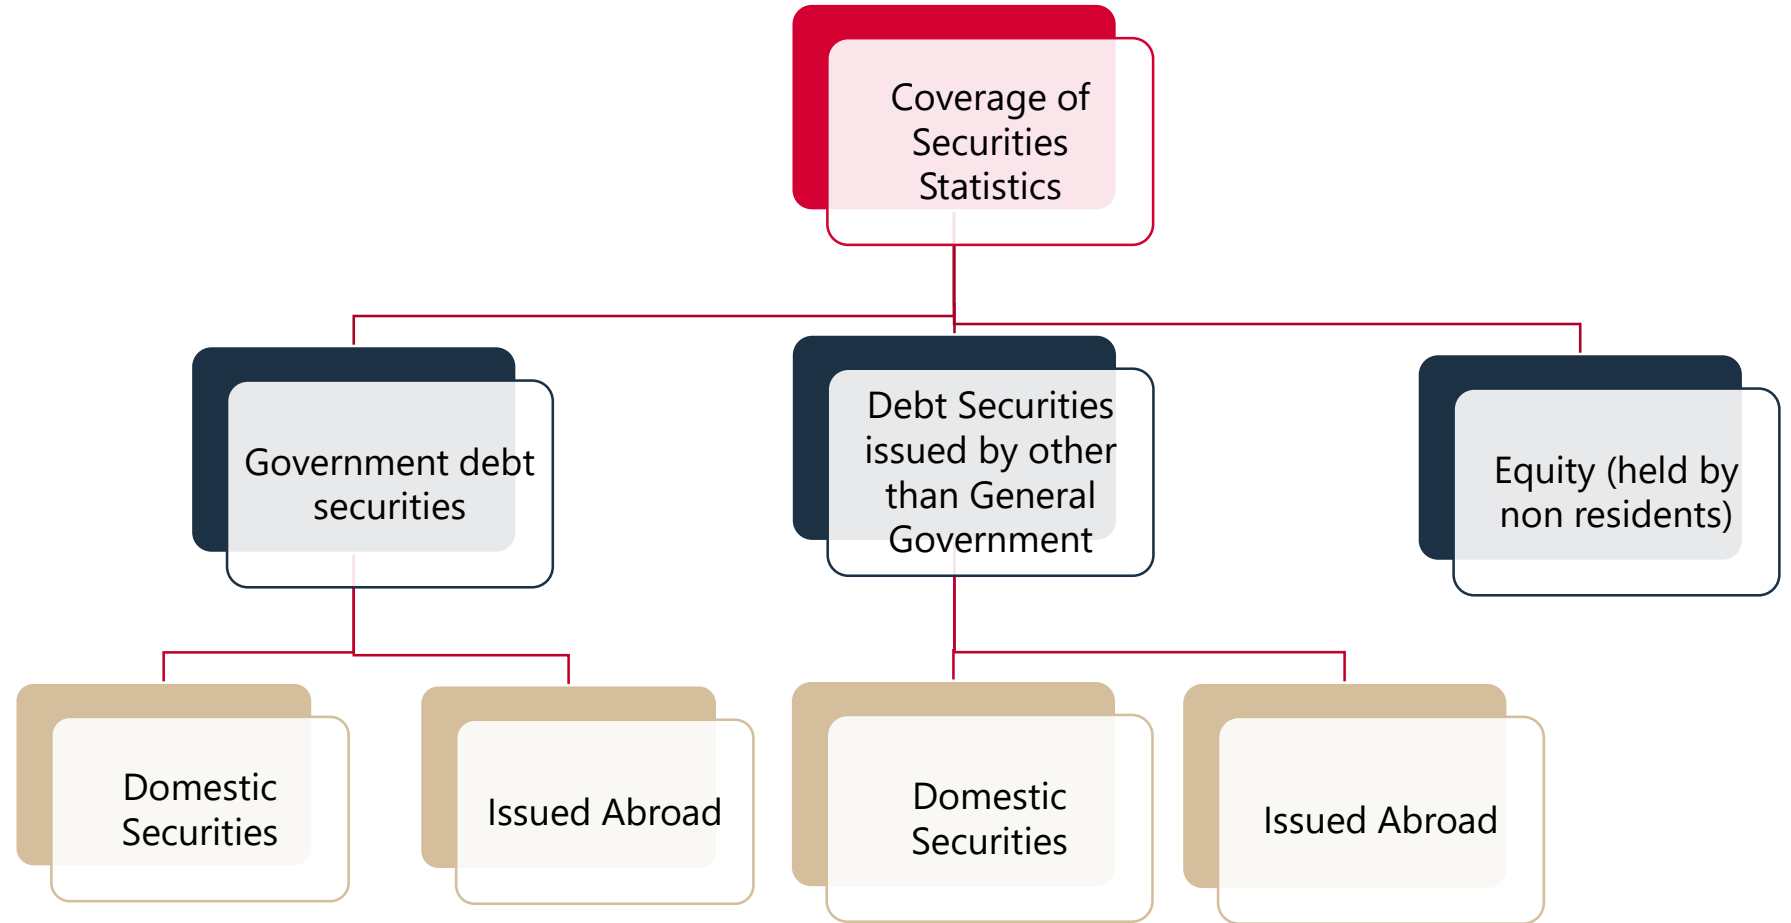 Coverage of
Securities
Statistics
Government debt
securities
Debt Securities
issued by other
than General
Government
Equity (held by
non residents)
Domestic
Securities
Issued Abroad
Domestic
Securities
Issued Abroad